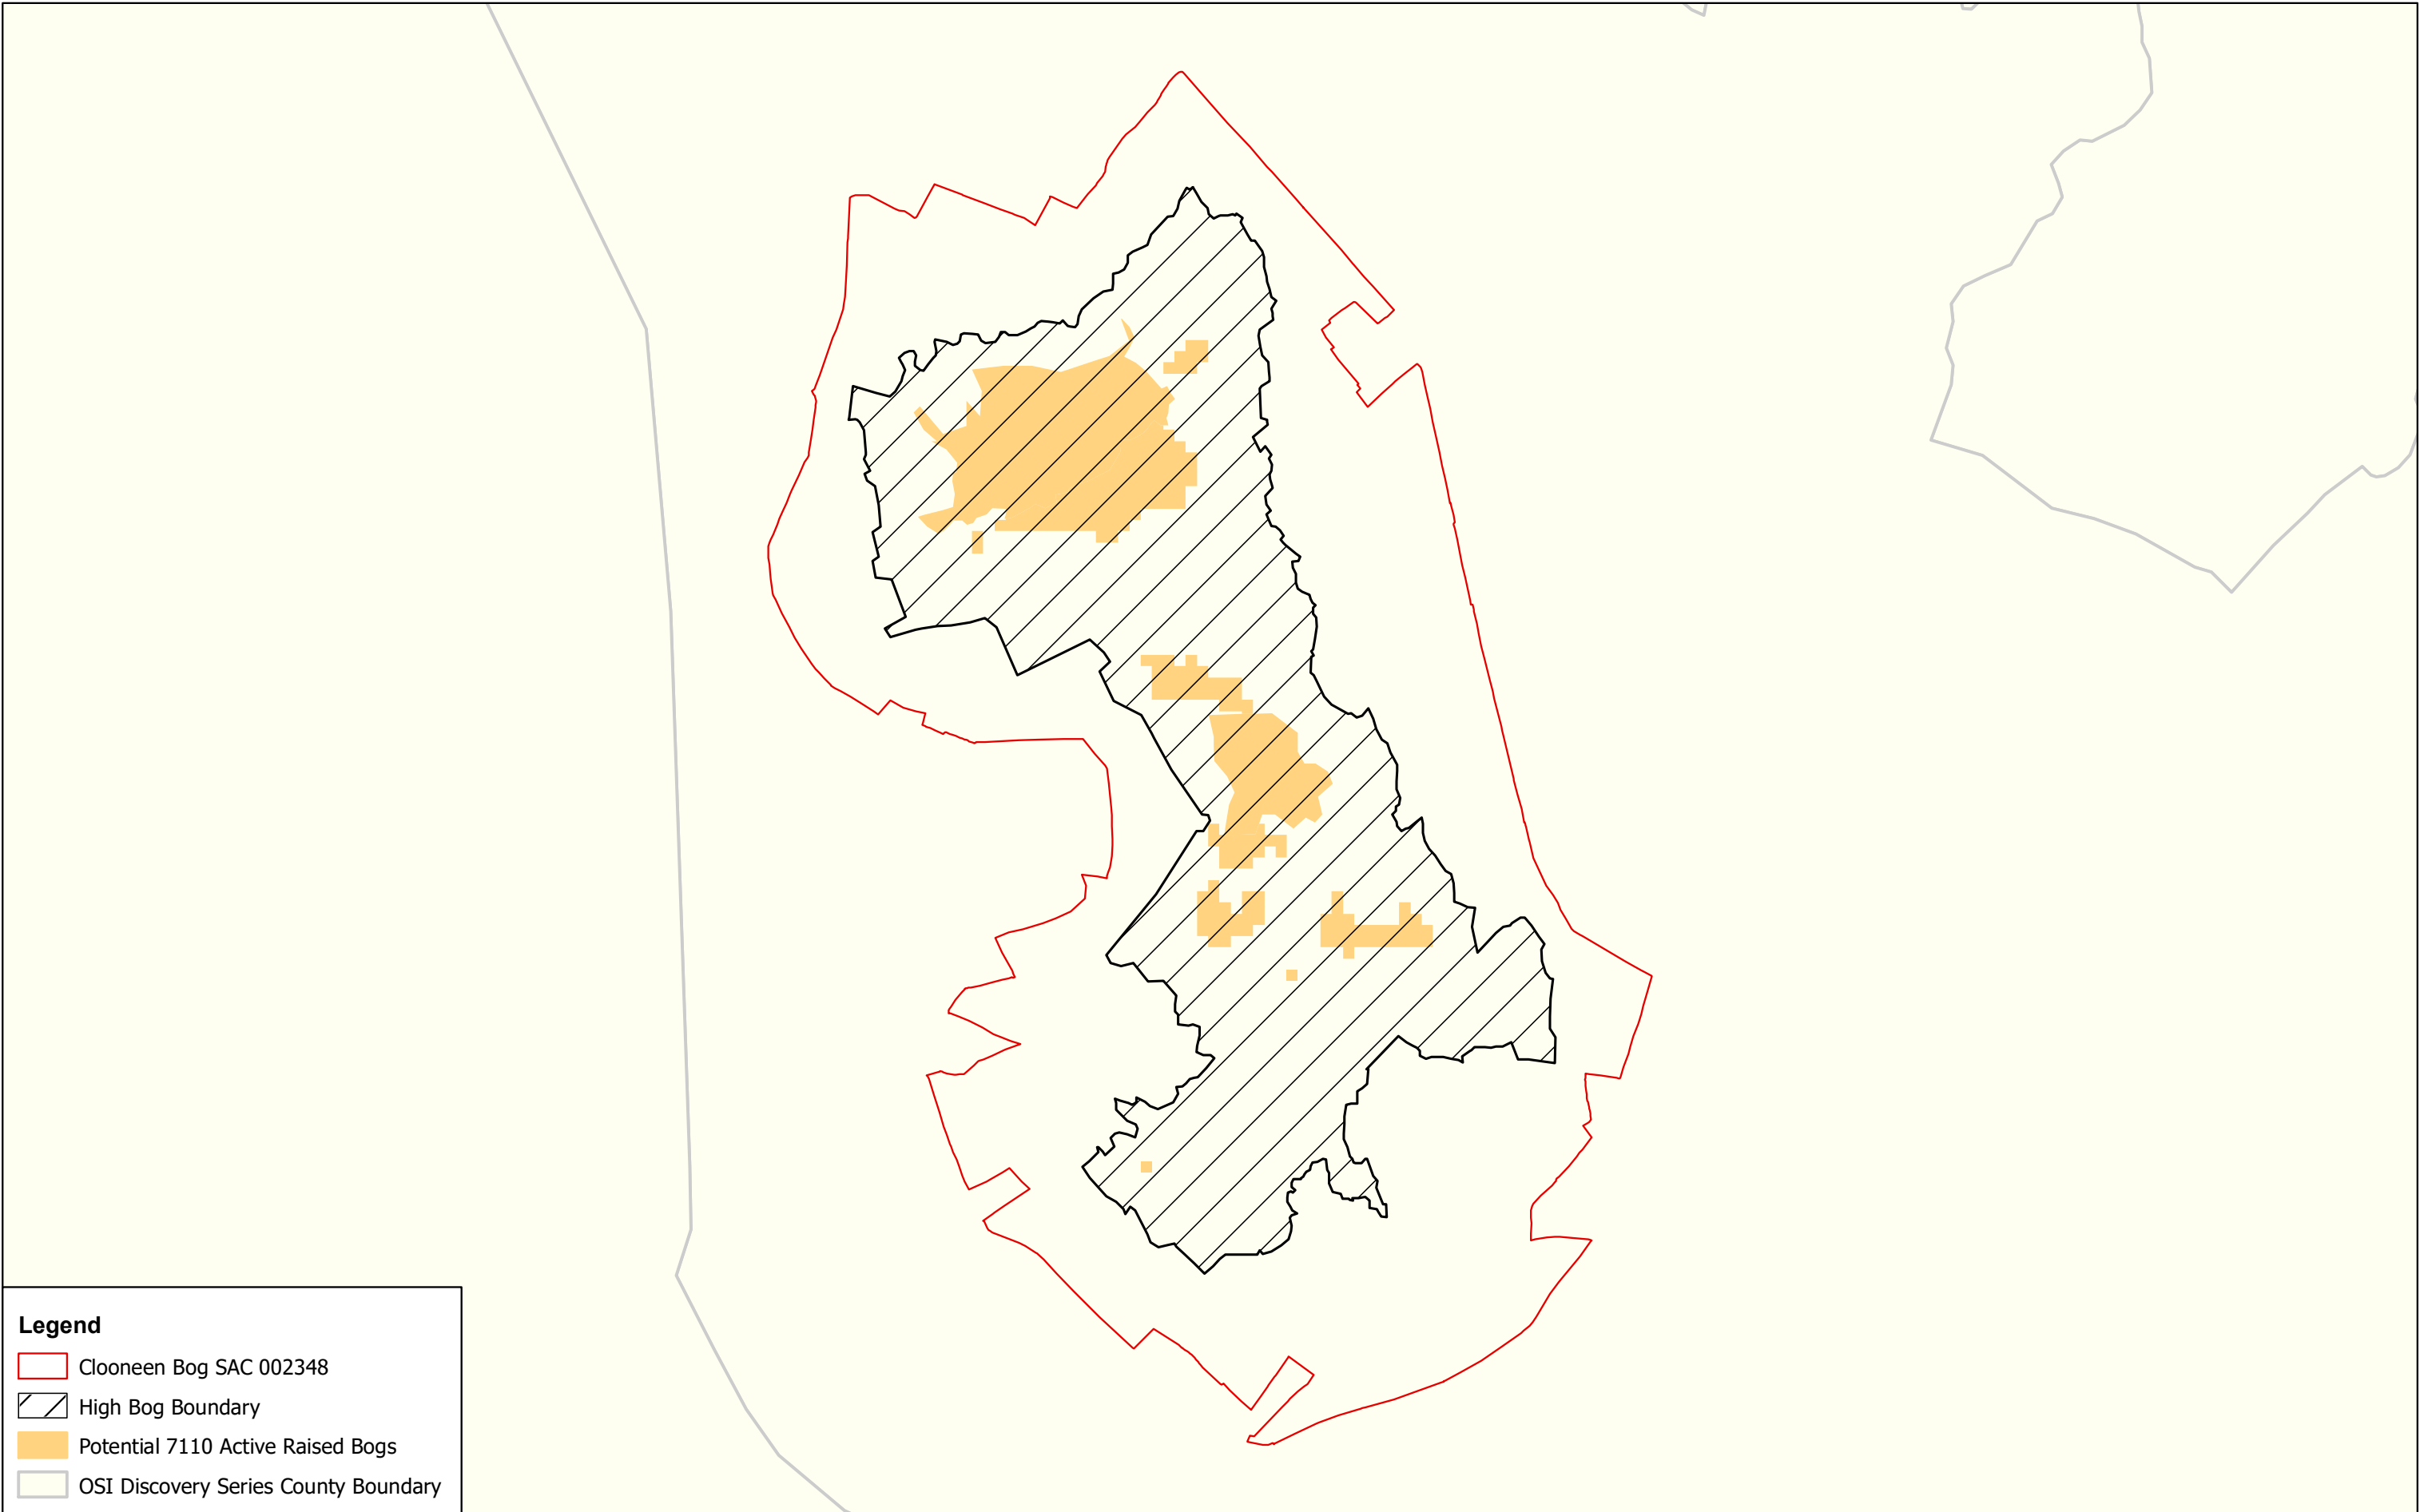 Legend
Clooneen Bog SAC 002348
High Bog Boundary
Potential 7110 Active Raised Bogs
OSI Discovery Series County Boundary